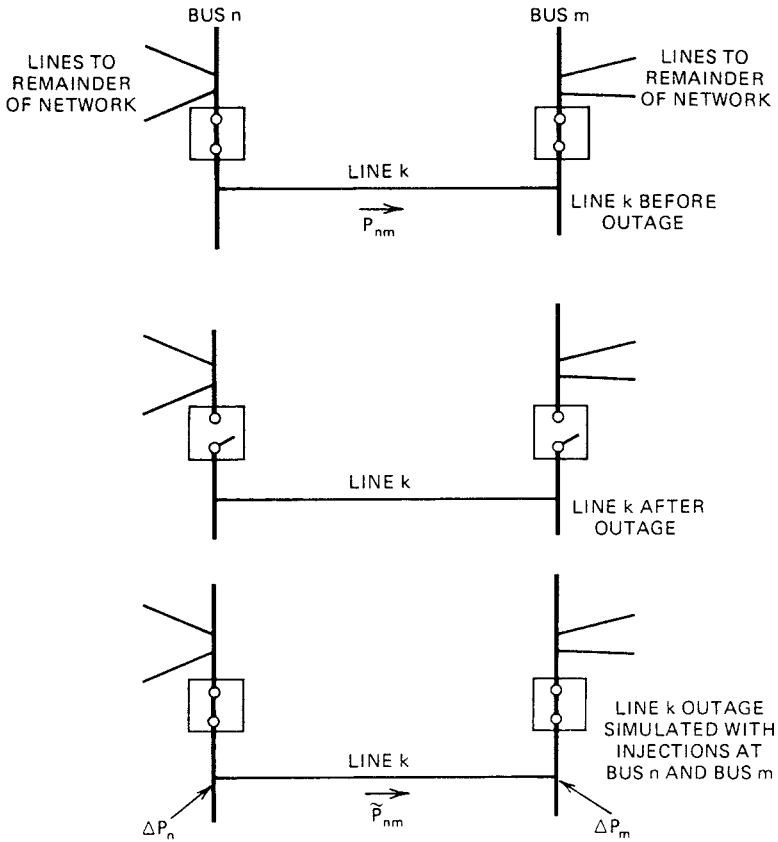 BUS n
BUS m
LINES TO
REMAINDER
OF NETWORK
LINES TO
REMAINDER
OF NETWORK
LINE k
P_nm
LINE k BEFORE
OUTAGE
LINE k
LINE k AFTER
OUTAGE
LINE k OUTAGE
SIMULATED WITH
INJECTIONS AT
BUS n AND BUS m
LINE k
P̃_nm
ΔP_n
ΔP_m